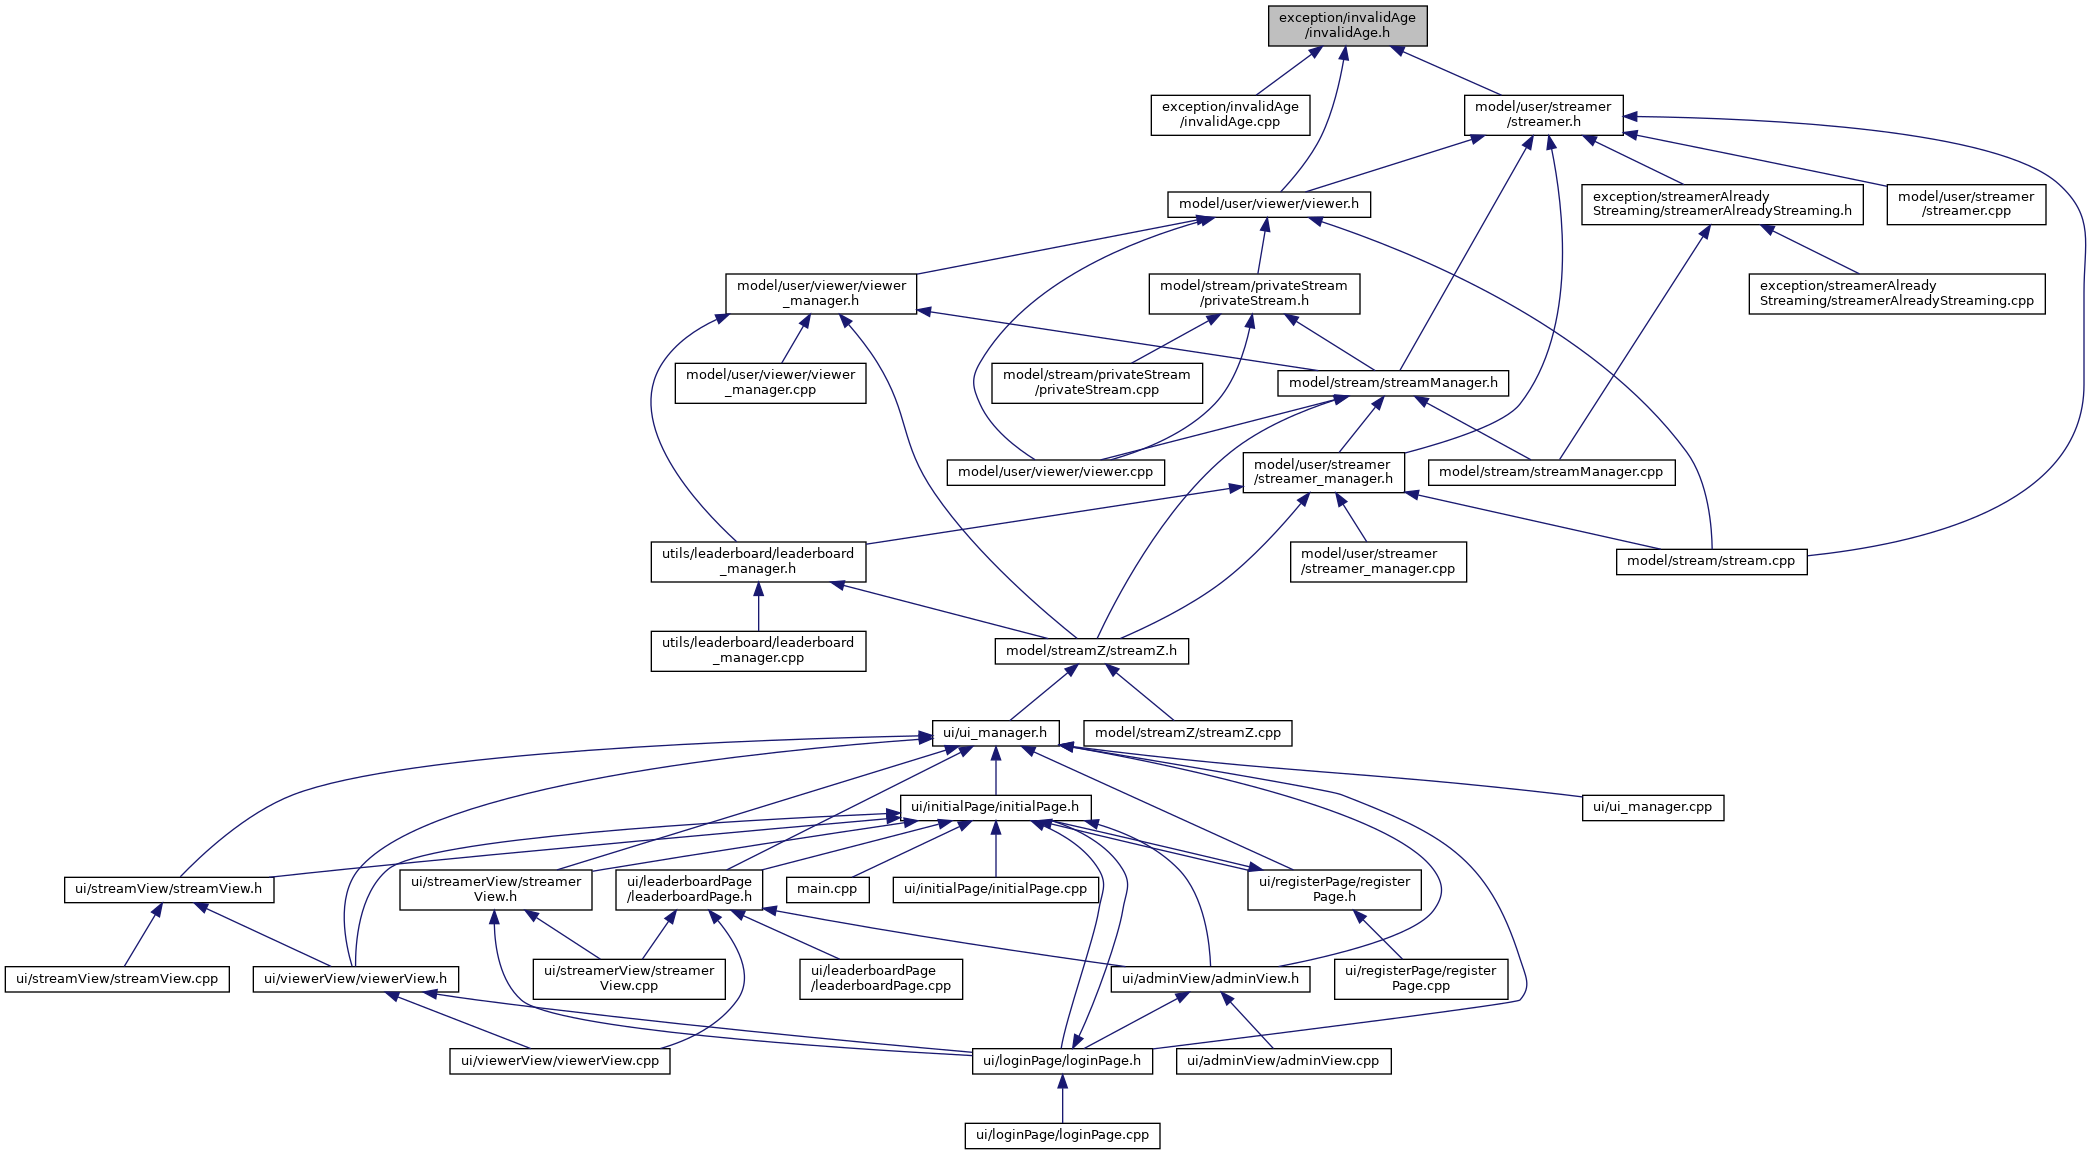 exception/invalidAge
/invalidAge.h
exception/invalidAge
/invalidAge.cpp
model/user/streamer
/streamer.h
model/user/viewer/viewer.h
exception/streamerAlready
Streaming/streamerAlreadyStreaming.h
model/user/streamer
/streamer.cpp
model/user/viewer/viewer
_manager.h
model/stream/privateStream
/privateStream.h
exception/streamerAlready
Streaming/streamerAlreadyStreaming.cpp
model/user/viewer/viewer
_manager.cpp
model/stream/privateStream
/privateStream.cpp
model/stream/streamManager.h
model/user/viewer/viewer.cpp
model/user/streamer
/streamer_manager.h
model/stream/streamManager.cpp
utils/leaderboard/leaderboard
_manager.h
model/user/streamer
/streamer_manager.cpp
model/stream/stream.cpp
utils/leaderboard/leaderboard
_manager.cpp
model/streamZ/streamZ.h
ui/ui_manager.h
model/streamZ/streamZ.cpp
ui/initialPage/initialPage.h
ui/ui_manager.cpp
ui/streamView/streamView.h
ui/streamerView/streamer
View.h
ui/leaderboardPage
/leaderboardPage.h
main.cpp
ui/initialPage/initialPage.cpp
ui/registerPage/register
Page.h
ui/streamView/streamView.cpp
ui/viewerView/viewerView.h
ui/streamerView/streamer
View.cpp
ui/leaderboardPage
/leaderboardPage.cpp
ui/adminView/adminView.h
ui/registerPage/register
Page.cpp
ui/viewerView/viewerView.cpp
ui/loginPage/loginPage.h
ui/adminView/adminView.cpp
ui/loginPage/loginPage.cpp